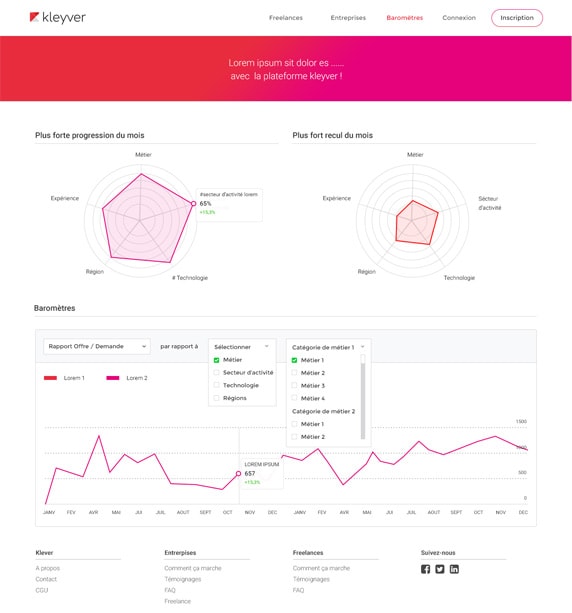 kleyver
Freelances Entreprises Baromètres Connexion Inscription
Lorem ipsum sit dolor es ......
avec la plateforme kleyver !
Plus forte progression du mois
Métier
Expérience
#secteur d'activité lorem
65%
+15,3%
Région
# Technologie
Plus fort recul du mois
Métier
Expérience
Sécteur
d'activité
Région
Technologie
Baromètres
Rapport Offre / Demande
par rapport à
Sélectionner
Métier
Secteur d'activité
Technologie
Régions
Catégorie de métier 1
Métier 1
Métier 2
Métier 3
Métier 4
Catégorie de métier 2
Métier 1
Métier 2
Lorem 1 Lorem 2
1500
1000
500
0
LOREM IPSUM
657
+15,3%
JANV FEV AVR MAI JUI JUIL AOUT SEPT OCT NOV DEC JANV FEV AVR MAI JUI JUIL AOUT SEPT OCT NOV DEC
Klever
A propos
Contact
CGU
Entrerpises
Comment ça marche
Témoignages
FAQ
Freelance
Freelances
Comment ça marche
Témoignages
FAQ
Suivez-nous